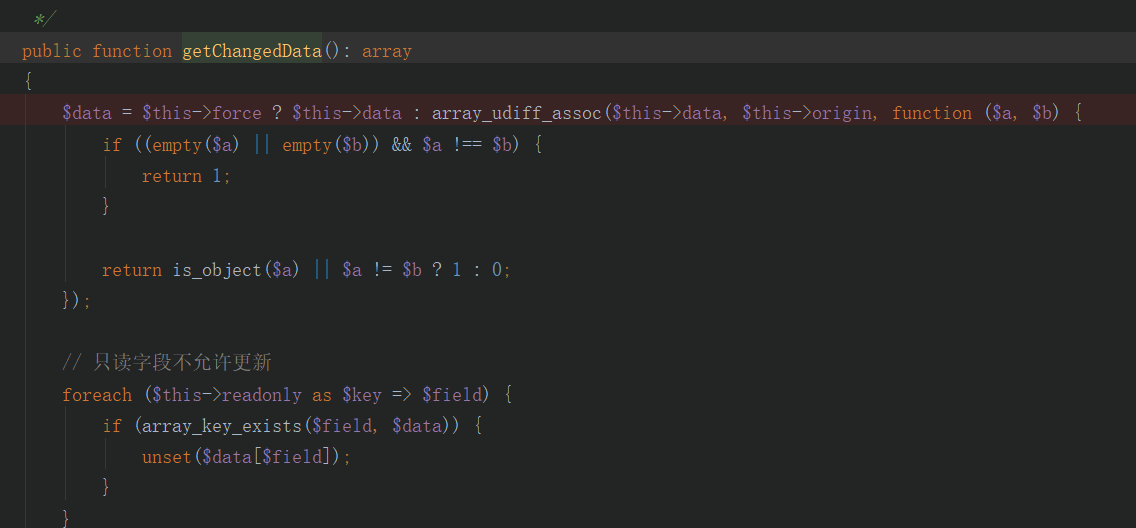 */
public function getChangedData(): array
{
$data = $this->force ? $this->data : array_udiff_assoc($this->data, $this->origin, function ($a, $b) {
if ((empty($a) || empty($b)) && $a !== $b) {
return 1;
}
return is_object($a) || $a != $b ? 1 : 0;
});
// 只读字段不允许更新
foreach ($this->readonly as $key => $field) {
if (array_key_exists($field, $data)) {
unset($data[$field]);
}
}